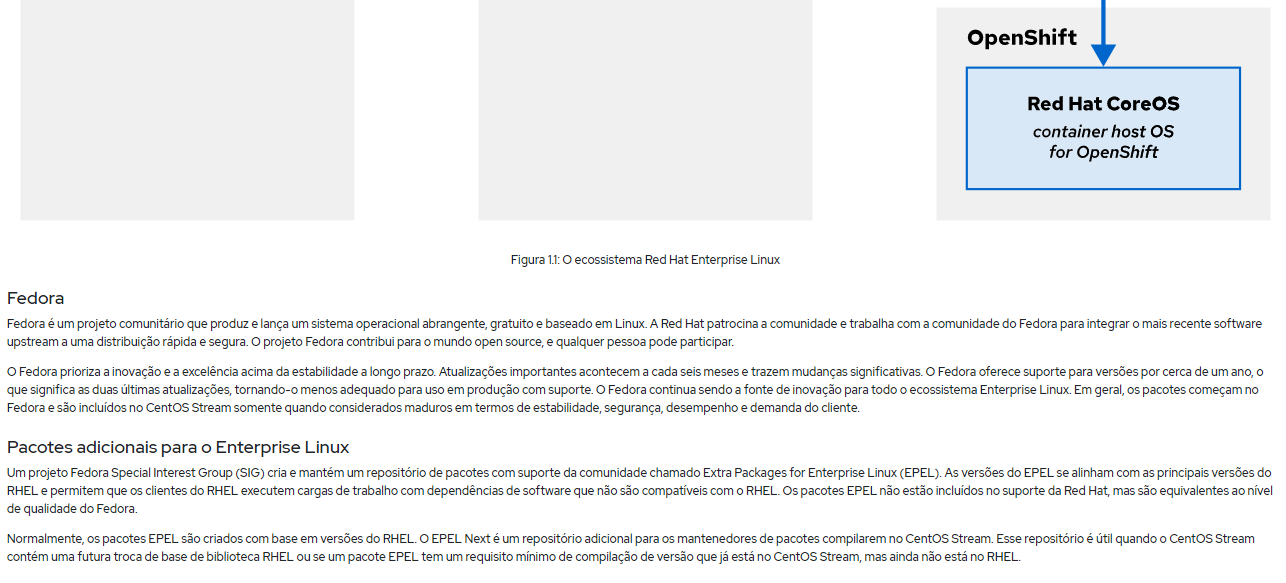 OpenShift
Red Hat CoreOS
container host OS
for OpenShift
Figura 1.1: O ecossistema Red Hat Enterprise Linux
Fedora
Fedora é um projeto comunitário que produz e lança um sistema operacional abrangente, gratuito e baseado em Linux. A Red Hat patrocina a comunidade e trabalha com a comunidade do Fedora para integrar o mais recente software
upstream a uma distribuição rápida e segura. O projeto Fedora contribui para o mundo open source, e qualquer pessoa pode participar.
O Fedora prioriza a inovação e a excelência acima da estabilidade a longo prazo. Atualizações importantes acontecem a cada seis meses e trazem mudanças significativas. O Fedora oferece suporte para versões por cerca de um ano, o
que significa as duas últimas atualizações, tornando-o menos adequado para uso em produção com suporte. O Fedora continua sendo a fonte de inovação para todo o ecossistema Enterprise Linux. Em geral, os pacotes começam no
Fedora e são incluídos no CentOS Stream somente quando considerados maduros em termos de estabilidade, segurança, desempenho e demanda do cliente.
Pacotes adicionais para o Enterprise Linux
Um projeto Fedora Special Interest Group (SIG) cria e mantém um repositório de pacotes com suporte da comunidade chamado Extra Packages for Enterprise Linux (EPEL). As versões do EPEL se alinham com as principais versões do
RHEL e permitem que os clientes do RHEL executem cargas de trabalho com dependências de software que não são compatíveis com o RHEL. Os pacotes EPEL não estão incluídos no suporte da Red Hat, mas são equivalentes ao nível
de qualidade do Fedora.
Normalmente, os pacotes EPEL são criados com base em versões do RHEL. O EPEL Next é um repositório adicional para os mantenedores de pacotes compilarem no CentOS Stream. Esse repositório é útil quando o CentOS Stream
contém uma futura troca de base de biblioteca RHEL ou se um pacote EPEL tem um requisito mínimo de compilação de versão que já está no CentOS Stream, mas ainda não está no RHEL.